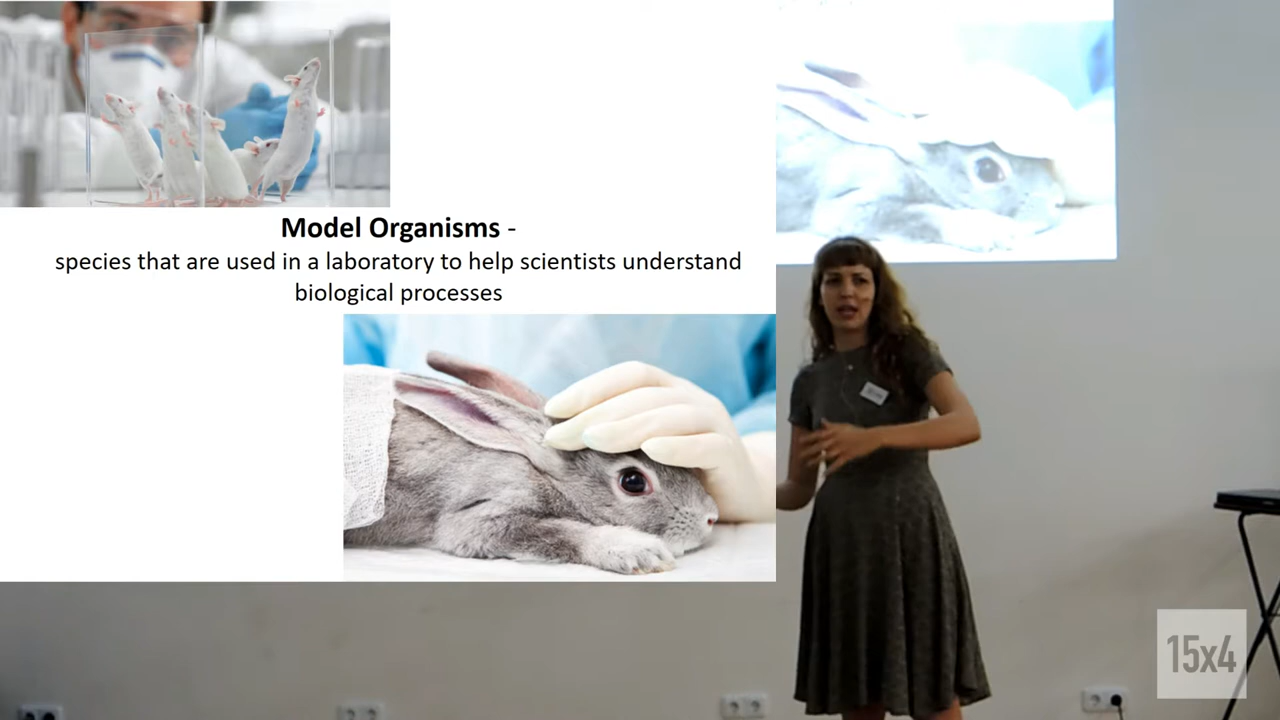 Model Organisms -
species that are used in a laboratory to help scientists understand
biological processes
15x4